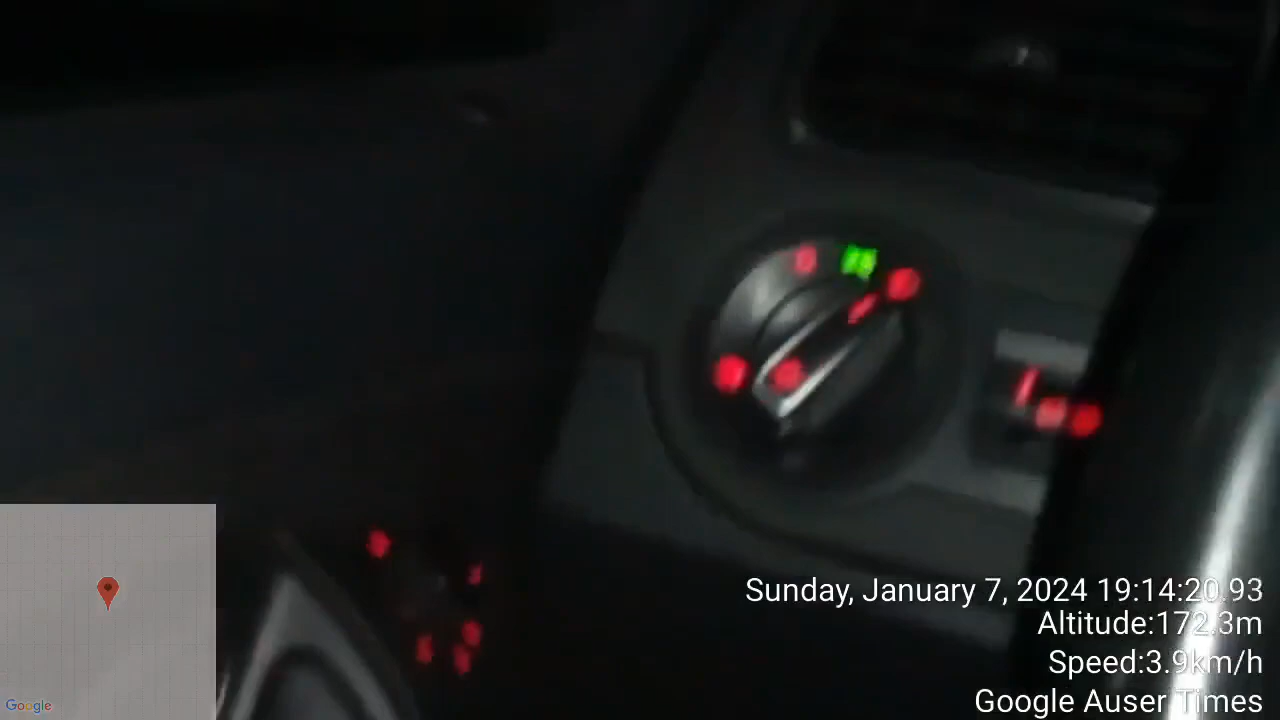 Sunday, January 7, 2024 19:14:20.93
Altitude:172.3m
Speed:3.9km/h
Google Auser Times
Google